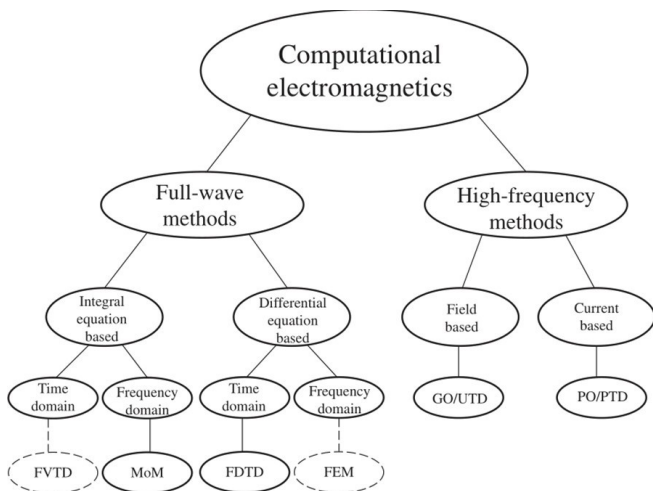 Computational
electromagnetics
Full-wave
methods
High-frequency
methods
Integral
equation
based
Differential
equation
based
Field
based
Current
based
Time
domain
Frequency
domain
Time
domain
Frequency
domain
GO/UTD
PO/PTD
FVTD
MoM
FDTD
FEM